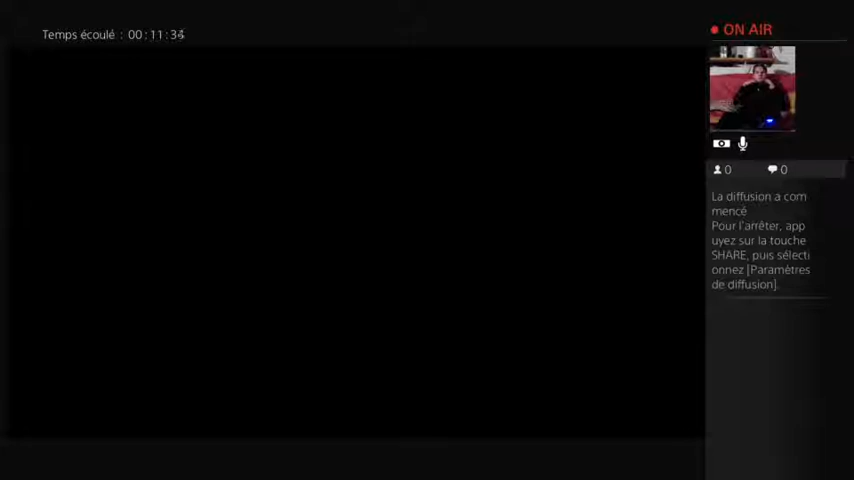 Temps écoulé : 00:11:34
ON AIR
0 0
La diffusion a com
mencé
Pour l'arrêter, app
uyez sur la touche
SHARE, puis sélecti
onnez [Paramètres
de diffusion].